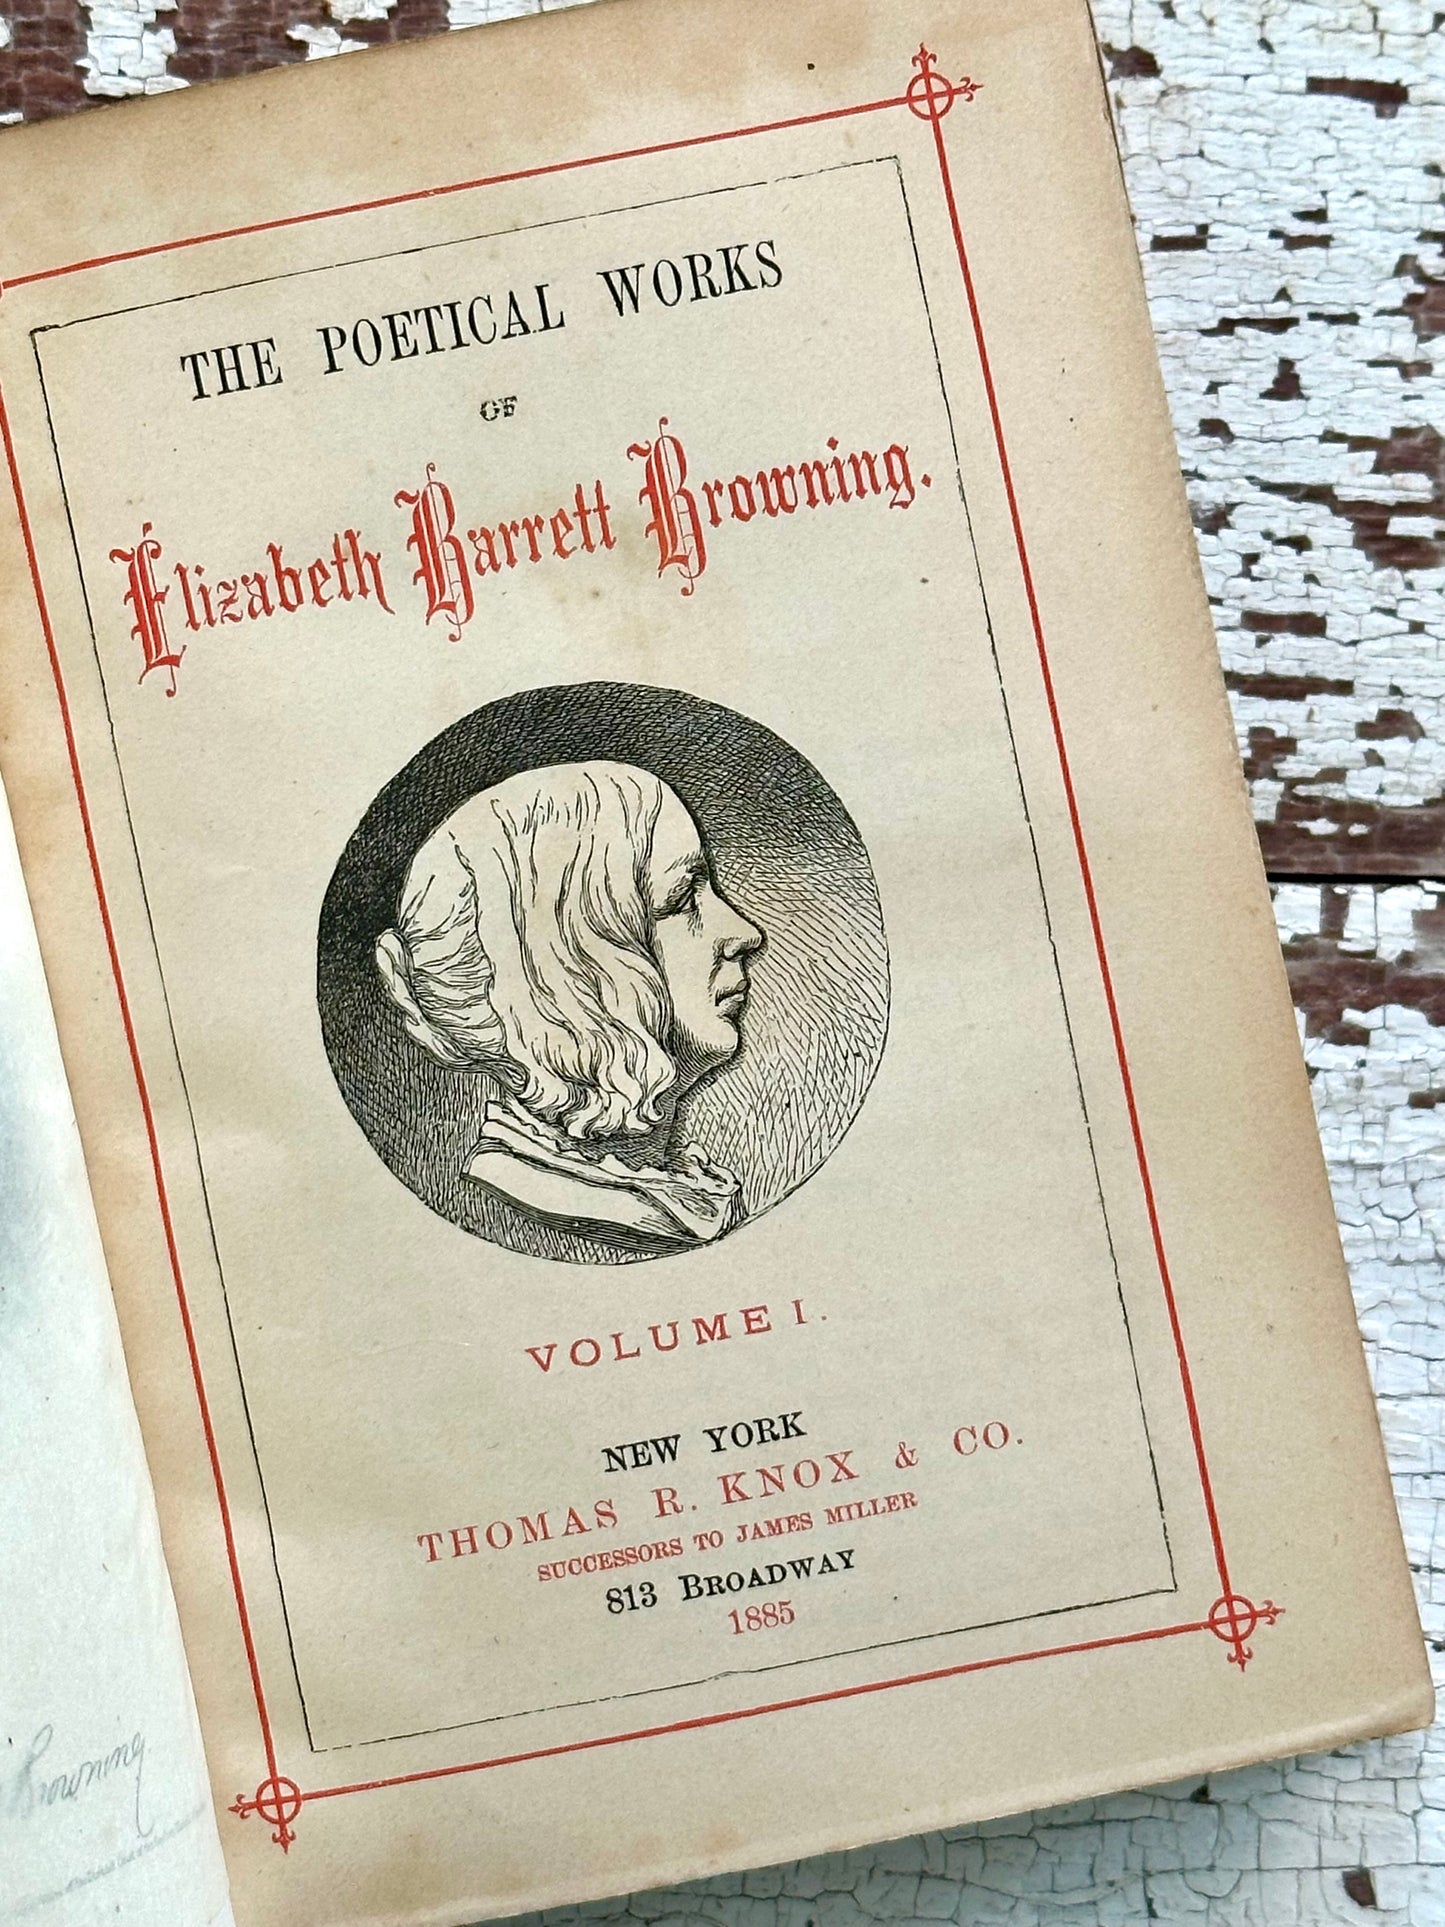 THE POETICAL WORKS
OF
Elizabeth Barrett Browning.
VOLUME I.
NEW YORK
THOMAS R. KNOX & CO.
SUCCESSORS TO JAMES MILLER
813 BROADWAY
1885
Browning